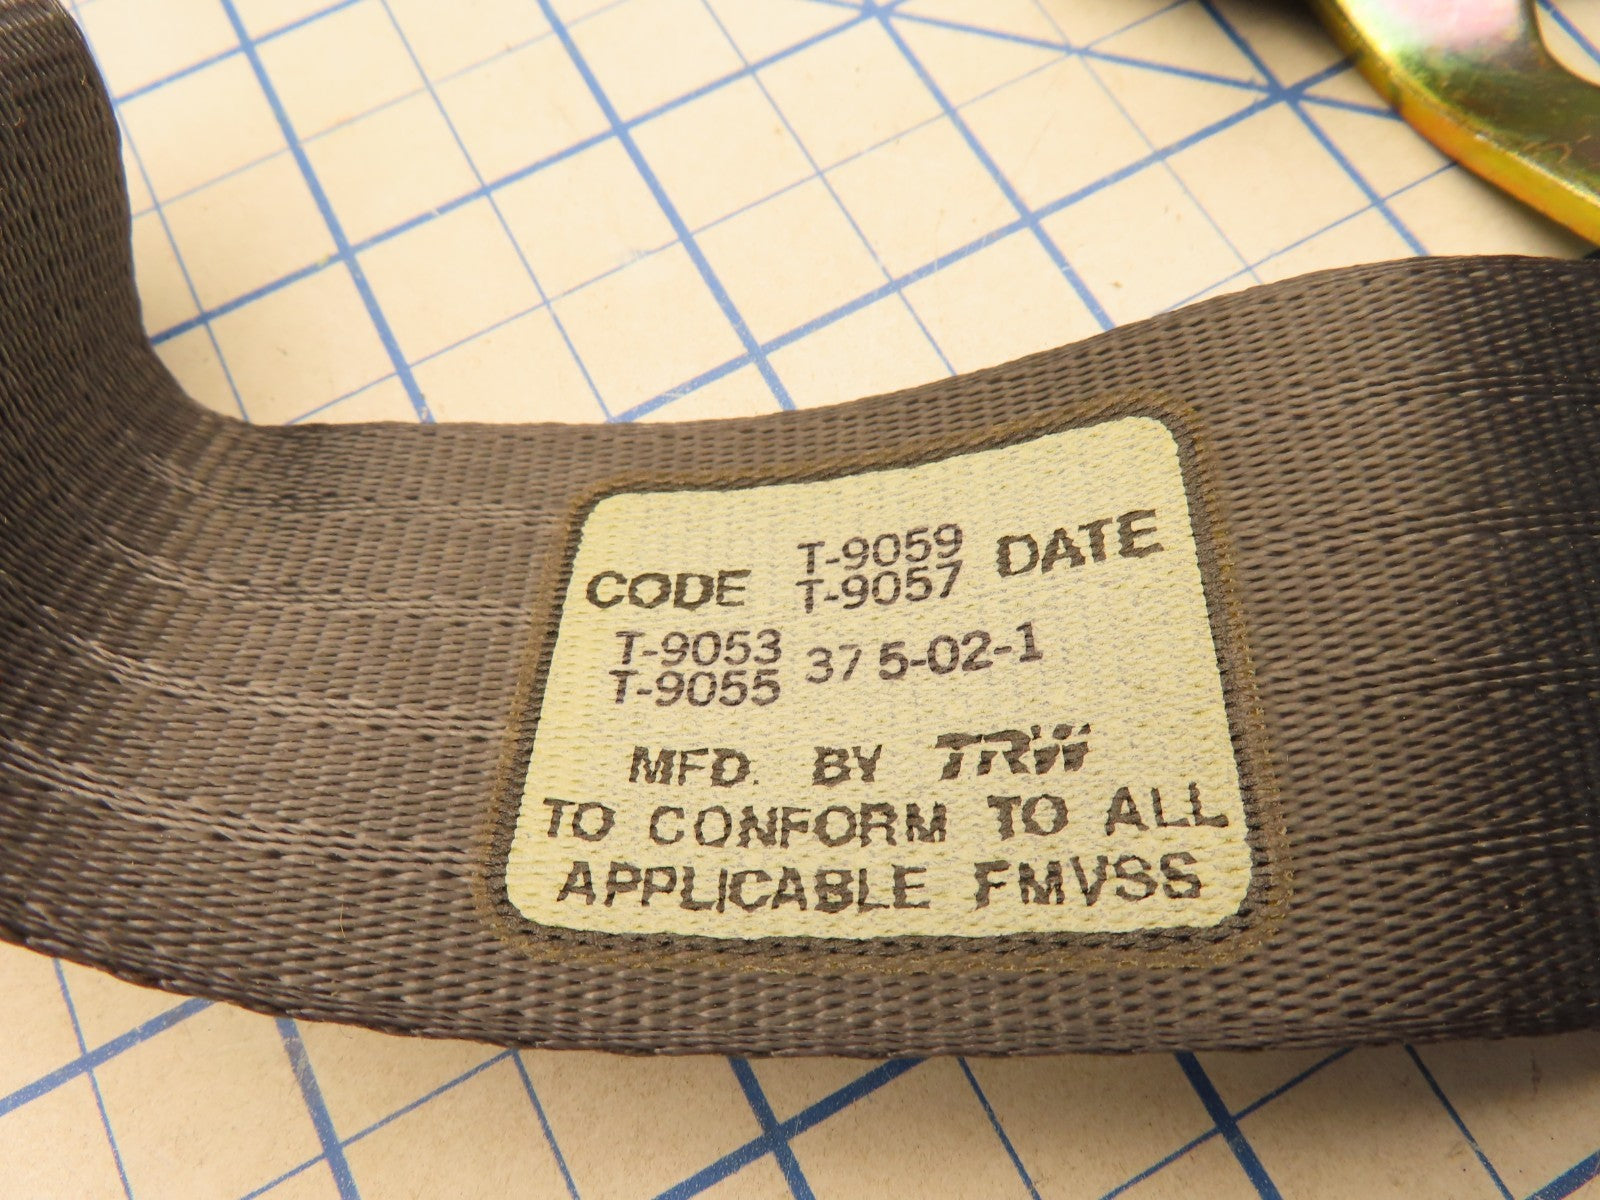 T-9059 DATE
CODE T-9057
T-9053 37 5-02-1
T-9055
MFD. BY TRW
TO CONFORM TO ALL
APPLICABLE FMVSS